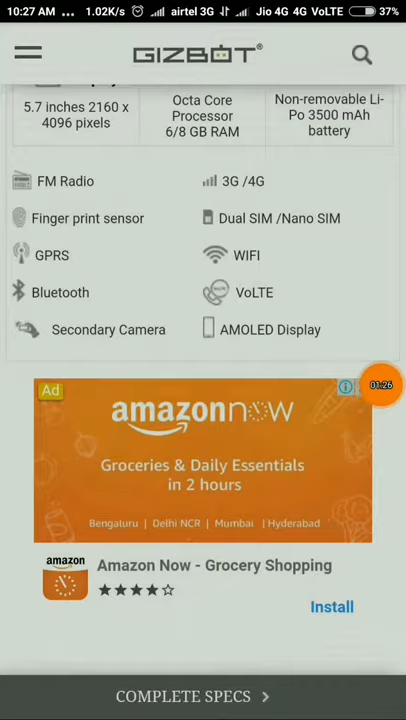 10:27 AM ... 1.02K/s airtel 3G Jio 4G 4G VoLTE 37%
GIZBOT®
5.7 inches 2160 x
4096 pixels
Octa Core
Processor
6/8 GB RAM
Non-removable Li-
Po 3500 mAh
battery
FM Radio
3G /4G
Finger print sensor
Dual SIM /Nano SIM
GPRS
WIFI
Bluetooth
VoLTE
Secondary Camera
AMOLED Display
01:26
Ad
amazon now
Groceries & Daily Essentials
in 2 hours
Bengaluru | Delhi NCR | Mumbai | Hyderabad
amazon
Amazon Now - Grocery Shopping
Install
COMPLETE SPECS >